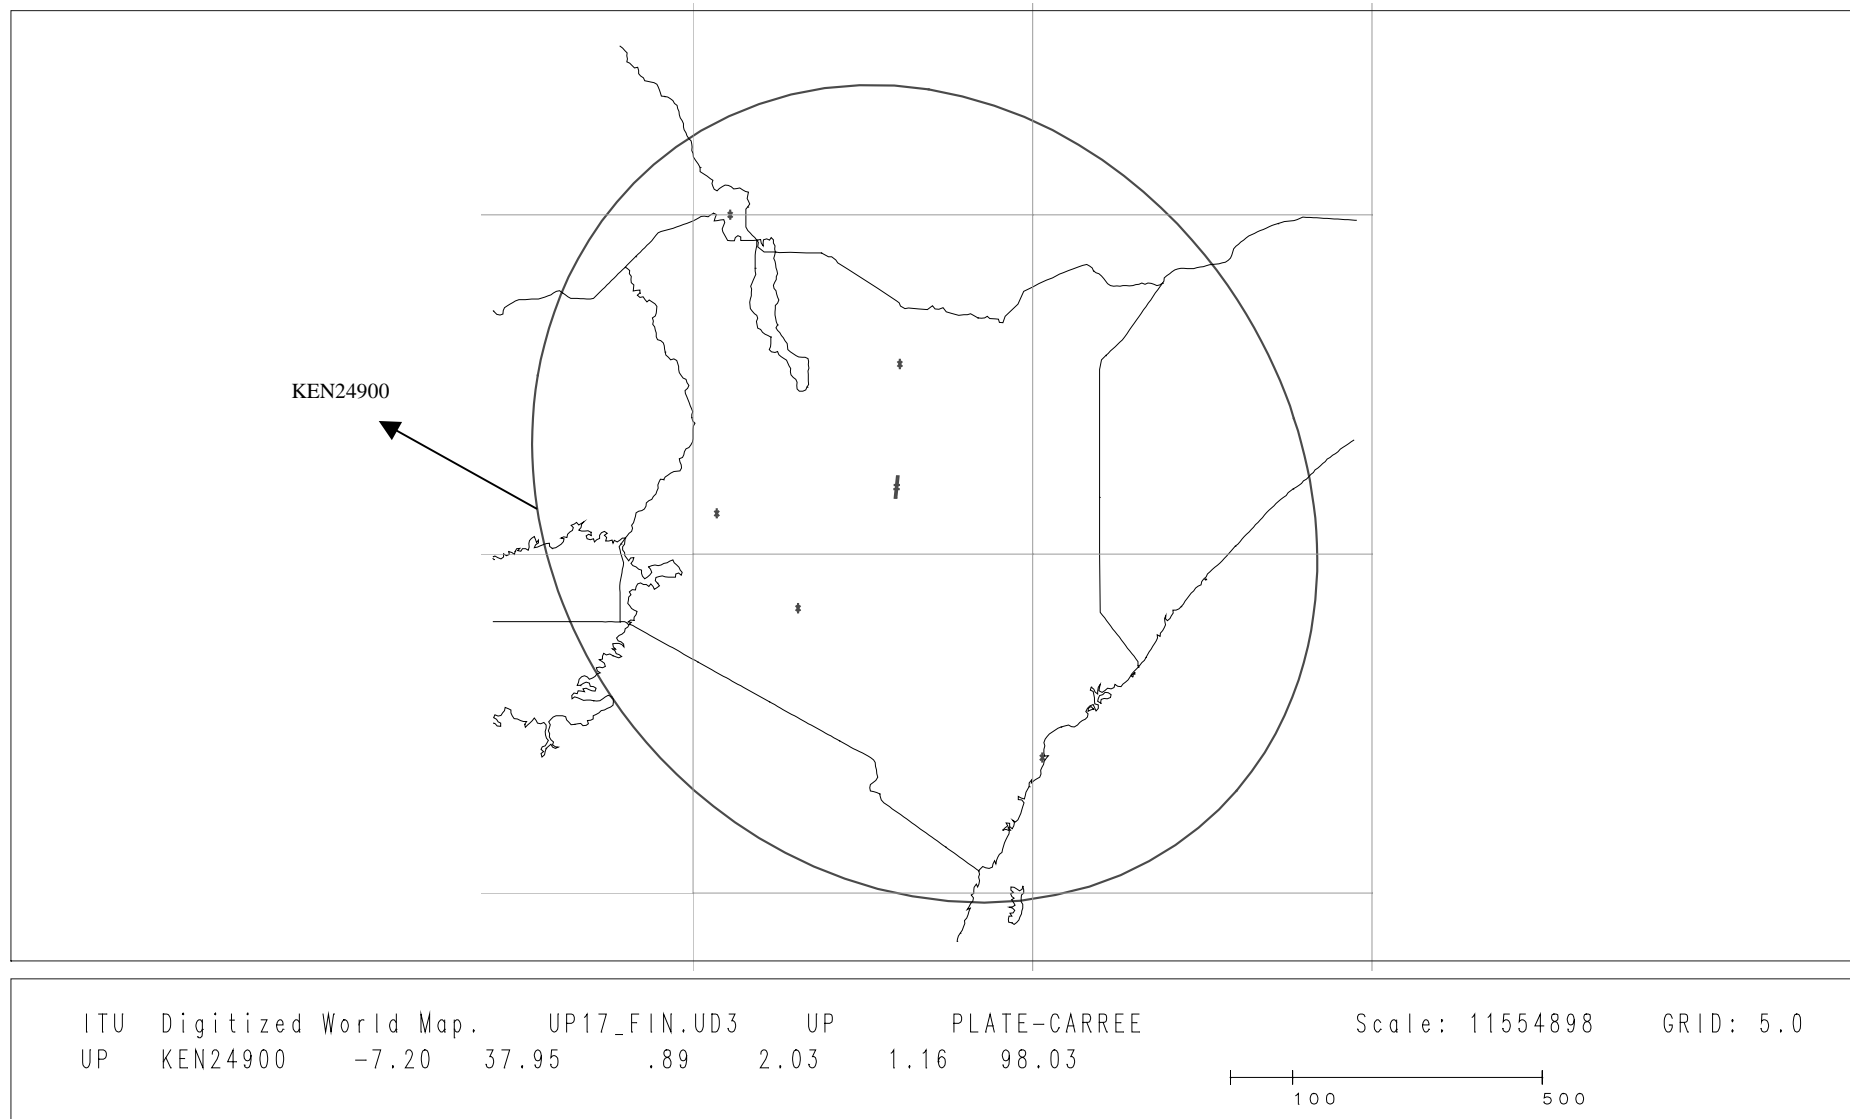 KEN24900
ITU Digitized World Map. UP17_FIN.UD3 UP PLATE-CARREE Scale: 11554898 GRID: 5.0
UP KEN24900 -7.20 37.95 .89 2.03 1.16 98.03
100 500